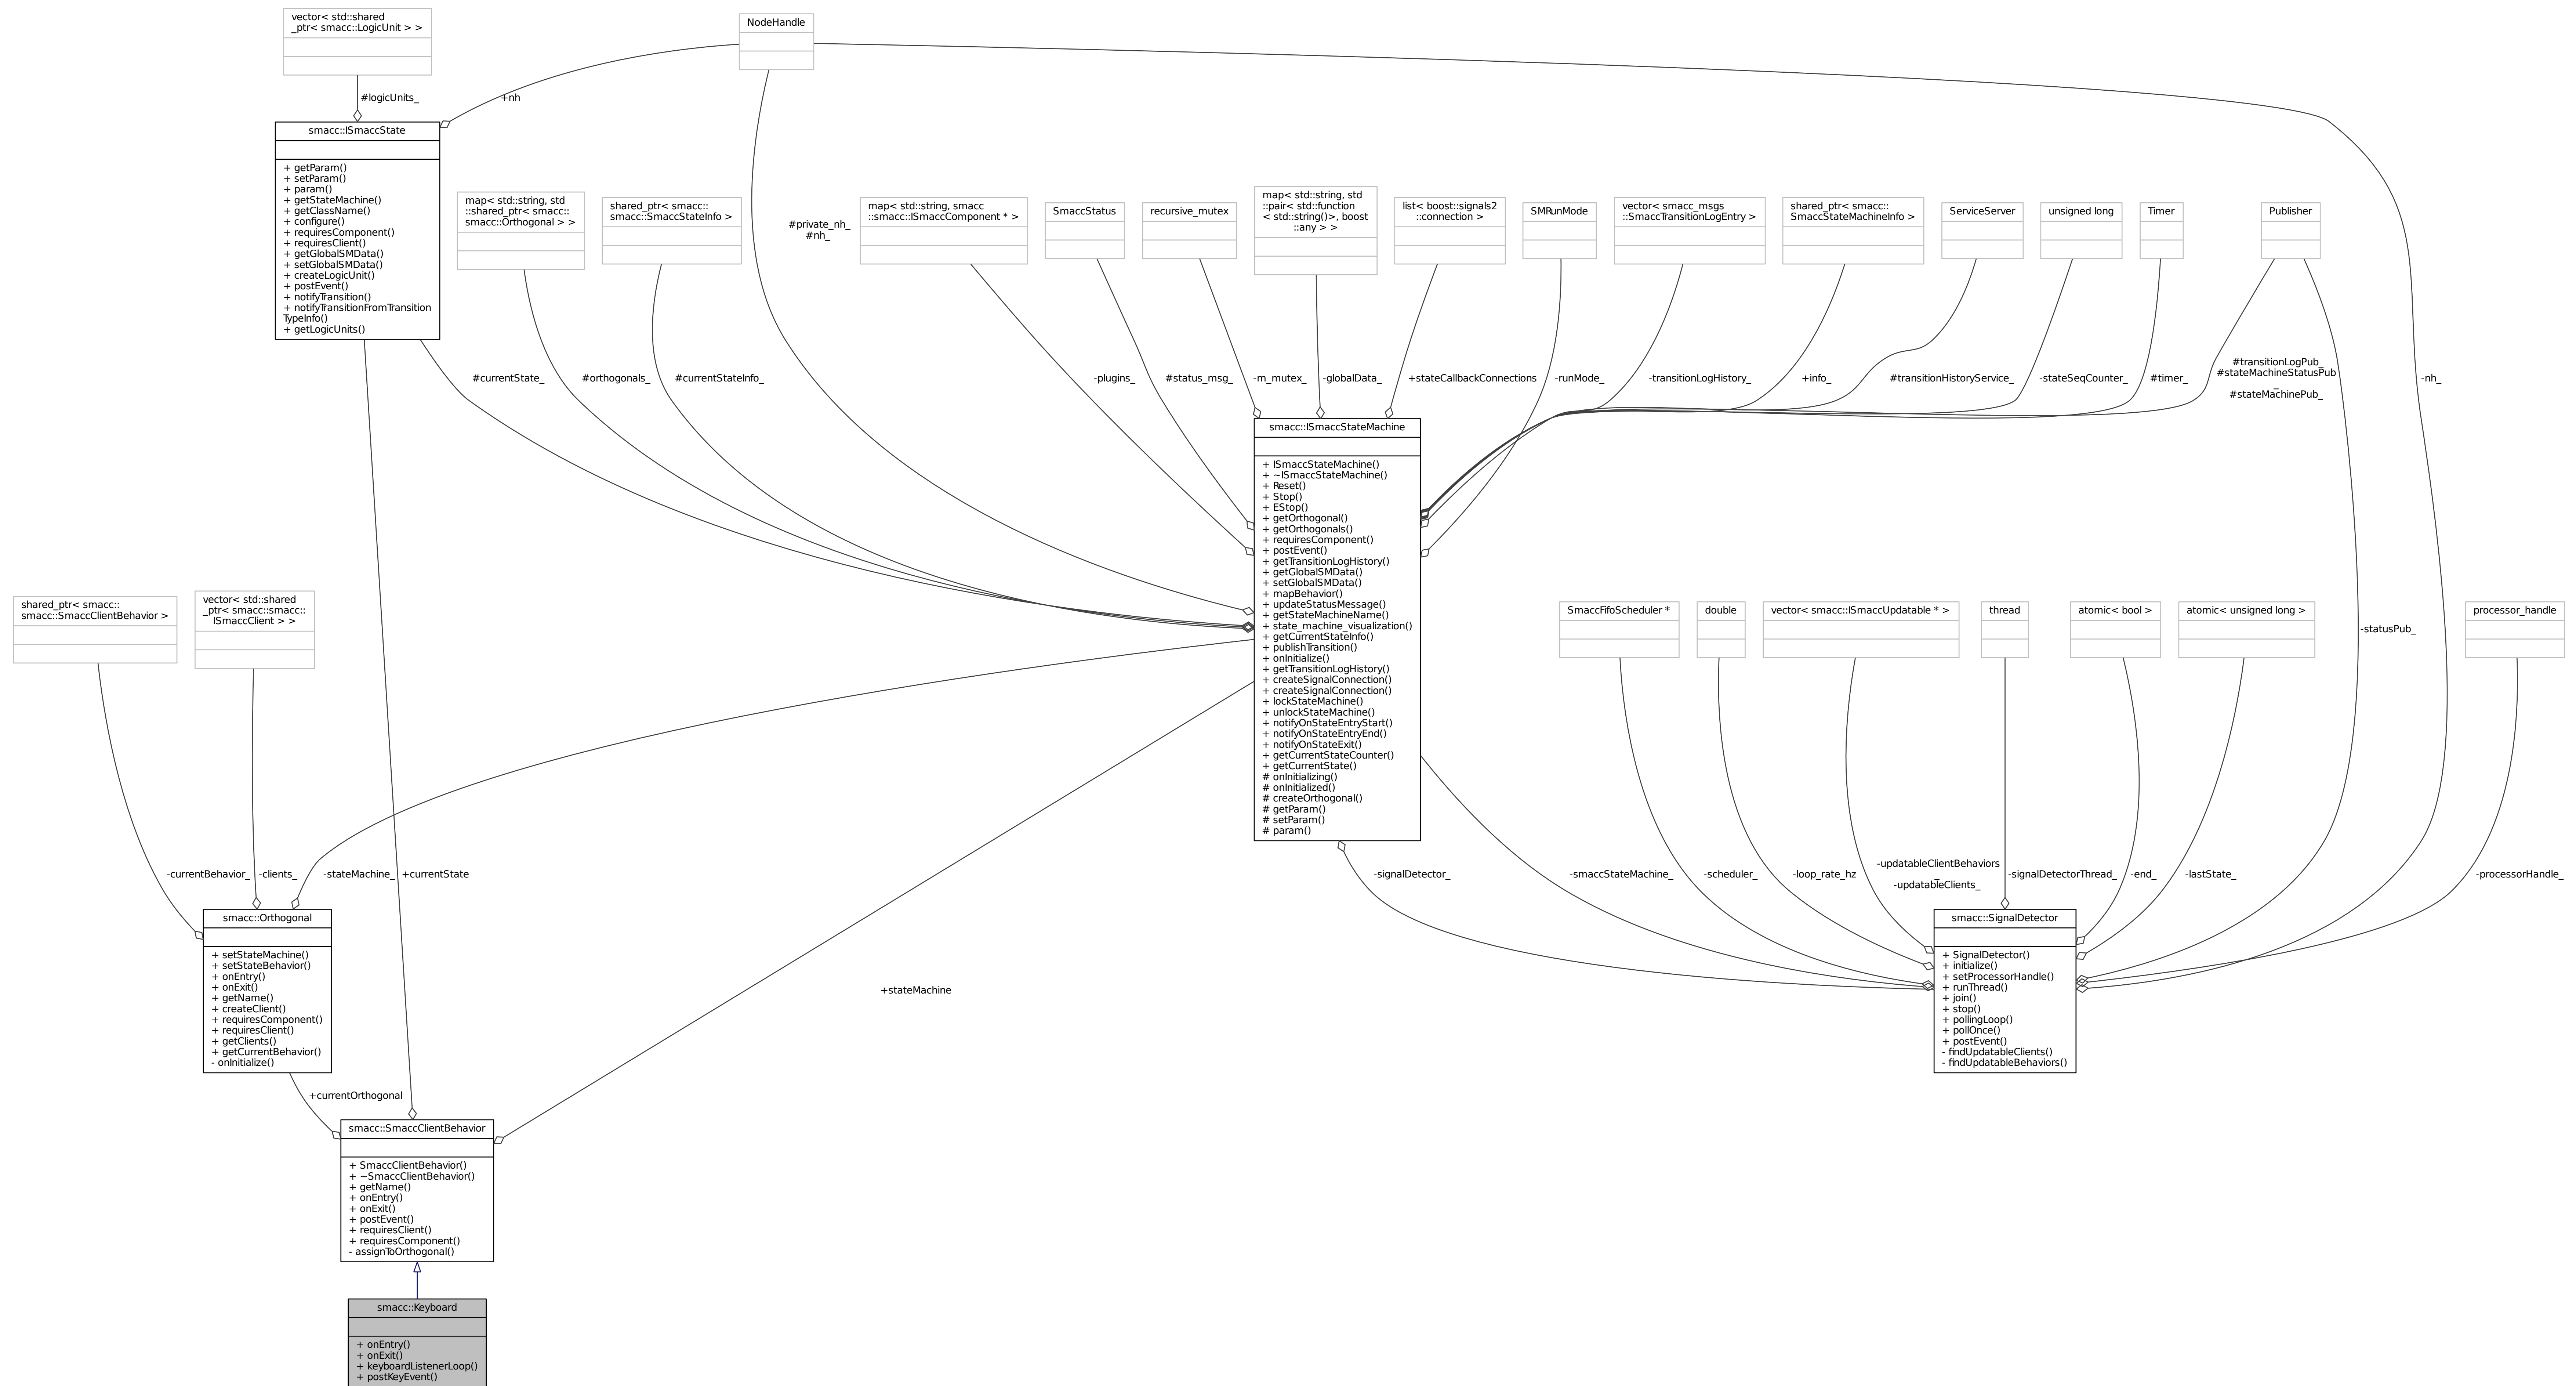 vector< std::shared
_ptr< smacc::LogicUnit > >
NodeHandle
#logicUnits_
+nh
smacc::ISmaccState
+ getParam()
+ setParam()
+ param()
+ getStateMachine()
+ getClassName()
+ configure()
+ requiresComponent()
+ requiresClient()
+ getGlobalSMData()
+ setGlobalSMData()
+ createLogicUnit()
+ postEvent()
+ notifyTransition()
+ notifyTransitionFromTransition
TypeInfo()
+ getLogicUnits()
map< std::string, std
::shared_ptr< smacc::
smacc::Orthogonal > >
shared_ptr< smacc::
smacc::SmaccStateInfo >
#private_nh_
#nh_
map< std::string, smacc
::smacc::ISmaccComponent * >
SmaccStatus
recursive_mutex
map< std::string, std
::pair< std::function
< std::string()>, boost
::any > >
list< boost::signals2
::connection >
SMRunMode
vector< smacc_msgs
::SmaccTransitionLogEntry >
shared_ptr< smacc::
SmaccStateMachineInfo >
ServiceServer
unsigned long
Timer
Publisher
#currentState_
#orthogonals_
#currentStateInfo_
-plugins_
#status_msg_
-m_mutex_
-globalData_
+stateCallbackConnections
-runMode_
-transitionLogHistory_
+info_
#transitionHistoryService_
-stateSeqCounter_
#timer_
#transitionLogPub_
#stateMachineStatusPub
_
#stateMachinePub_
-nh_
smacc::ISmaccStateMachine
+ ISmaccStateMachine()
+ ~ISmaccStateMachine()
+ Reset()
+ Stop()
+ EStop()
+ getOrthogonal()
+ getOrthogonals()
+ requiresComponent()
+ postEvent()
+ getTransitionLogHistory()
+ getGlobalSMData()
+ setGlobalSMData()
+ mapBehavior()
+ updateStatusMessage()
+ getStateMachineName()
+ state_machine_visualization()
+ getCurrentStateInfo()
+ publishTransition()
+ onInitialize()
+ getTransitionLogHistory()
+ createSignalConnection()
+ createSignalConnection()
+ lockStateMachine()
+ unlockStateMachine()
+ notifyOnStateEntryStart()
+ notifyOnStateEntryEnd()
+ notifyOnStateExit()
+ getCurrentStateCounter()
+ getCurrentState()
# onInitializing()
# onInitialized()
# createOrthogonal()
# getParam()
# setParam()
# param()
shared_ptr< smacc::
smacc::SmaccClientBehavior >
vector< std::shared
_ptr< smacc::smacc::
ISmaccClient > >
SmaccFifoScheduler *
double
vector< smacc::ISmaccUpdatable * >
thread
atomic< bool >
atomic< unsigned long >
-statusPub_
processor_handle
-currentBehavior_
-clients_
-stateMachine_
+currentState
-signalDetector_
-smaccStateMachine_
-scheduler_
-loop_rate_hz
-updatableClientBehaviors
_
-updatableClients_
-signalDetectorThread_
-end_
-lastState_
-processorHandle_
smacc::Orthogonal
+ setStateMachine()
+ setStateBehavior()
+ onEntry()
+ onExit()
+ getName()
+ createClient()
+ requiresComponent()
+ requiresClient()
+ getClients()
+ getCurrentBehavior()
- onInitialize()
+stateMachine
smacc::SignalDetector
+ SignalDetector()
+ initialize()
+ setProcessorHandle()
+ runThread()
+ join()
+ stop()
+ pollingLoop()
+ pollOnce()
+ postEvent()
- findUpdatableClients()
- findUpdatableBehaviors()
+currentOrthogonal
smacc::SmaccClientBehavior
+ SmaccClientBehavior()
+ ~SmaccClientBehavior()
+ getName()
+ onEntry()
+ onExit()
+ postEvent()
+ requiresClient()
+ requiresComponent()
- assignToOrthogonal()
smacc::Keyboard
+ onEntry()
+ onExit()
+ keyboardListenerLoop()
+ postKeyEvent()